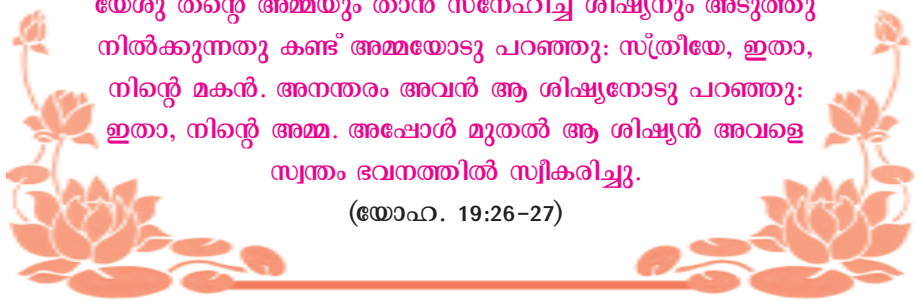 യേശു തന്റെ അമ്മയും താൻ സ്നേഹിച്ച ശിഷ്യനും അടുത്തു
നിൽക്കുന്നതു കണ്ട് അമ്മയോടു പറഞ്ഞു: സ്ത്രീയേ, ഇതാ,
നിന്റെ മകൻ. അനന്തരം അവൻ ആ ശിഷ്യനോടു പറഞ്ഞു:
ഇതാ, നിന്റെ അമ്മ. അപ്പോൾ മുതൽ ആ ശിഷ്യൻ അവളെ
സ്വന്തം ഭവനത്തിൽ സ്വീകരിച്ചു.
(യോഹ. 19:26-27)